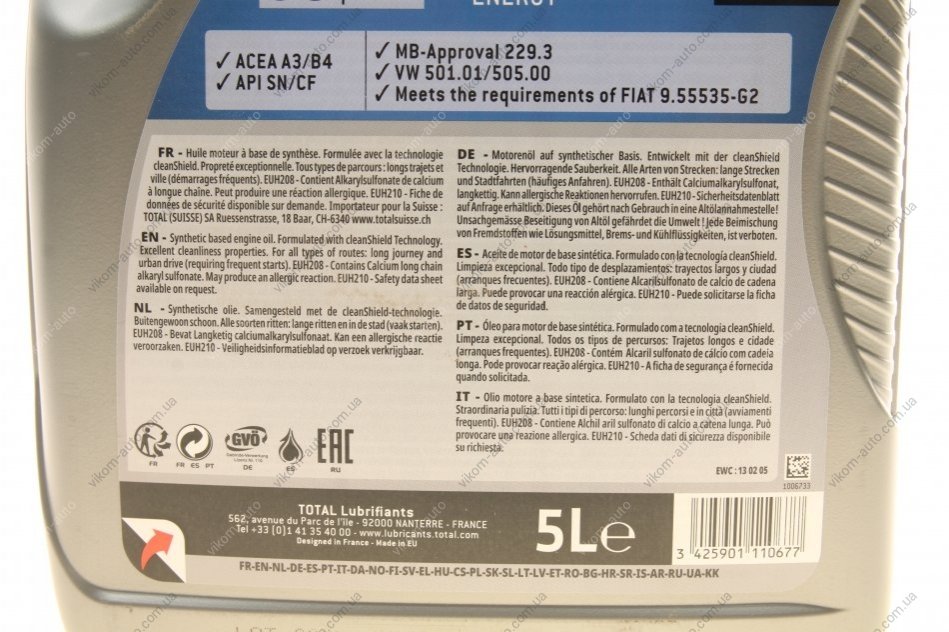 ENERGY
✓ ACEA A3/B4
✓ API SN/CF
✓ MB-Approval 229.3
✓ VW 501.01/505.00
✓ Meets the requirements of FIAT 9.55535-G2
FR - Huile moteur à base de synthèse. Formulée avec la technologie
cleanShield. Propreté exceptionnelle. Tous types de parcours : longs trajets et
ville (démarrages fréquents). EUH208 - Contient Alkarylsulfonate de calcium
à longue chaîne. Peut produire une réaction allergique. EUH210 - Fiche de
données de sécurité disponible sur demande. Importateur pour la Suisse :
TOTAL (SUISSE) SA Ruessenstrasse, 18 Baar, CH-6340 www.totalsuisse.ch
EN - Synthetic based engine oil. Formulated with cleanShield Technology.
Excellent cleanliness properties. For all types of routes: long journey and
urban drive (requiring frequent starts). EUH208 - Contains Calcium long chain
alkaryl sulfonate. May produce an allergic reaction. EUH210 - Safety data sheet
available on request.
NL - Synthetische olie. Samengesteld met de cleanShield-technologie.
Buitengewoon schoon. Alle soorten ritten: lange ritten en in de stad (vaak starten).
EUH208 - Bevat Langketig calciumalkarylsulfonaat. Kan een allergische reactie
veroorzaken. EUH210 - Veiligheidsinformatieblad op verzoek verkrijgbaar.
DE - Motorenöl auf synthetischer Basis. Entwickelt mit der cleanShield
Technologie. Hervorragende Sauberkeit. Alle Arten von Strecken: lange Strecken
und Stadtfahrten (häufiges Anfahren). EUH208 - Enthält Calciumalkarylsulfonat,
langkettig. Kann allergische Reaktionen hervorrufen. EUH210 - Sicherheitsdatenblatt
auf Anfrage erhältlich. Dieses Öl gehört nach Gebrauch in eine Altölannahmestelle!
Unsachgemässe Beseitigung von Altöl gefährdet die Umwelt ! Jede Beimischung
von Fremdstoffen wie Lösungsmittel, Brems- und Kühlflüssigkeiten, ist verboten.
ES - Aceite de motor de base sintética. Formulado con la tecnología cleanShield.
Limpieza excepcional. Todo tipo de desplazamientos: trayectos largos y ciudad
(arranques frecuentes). EUH208 - Contiene Alcarilsulfonato de calcio de cadena
larga. Puede provocar una reacción alérgica. EUH210 - Puede solicitarse la ficha
de datos de seguridad.
PT - Óleo para motor de base sintética. Formulado com a tecnologia cleanShield.
Limpeza excepcional. Todos os tipos de percursos: Trajetos longos e cidade
(arranques frequentes). EUH208 - Contém Alcaril sulfonato de cálcio com cadeia
longa. Pode provocar reação alérgica. EUH210 - A ficha de segurança é fornecida
quando solicitada.
IT - Olio motore a base sintetica. Formulato con la tecnologia cleanShield.
Straordinaria pulizia. Tutti i tipi di percorso: lunghi percorsi e in città (avviamenti
frequenti). EUH208 - Contiene Alchil aril sulfonato di calcio a catena lunga. Può
provocare una reazione allergica. EUH210 - Scheda dati di sicurezza disponibile
su richiesta.
FR
FR ES PT
GVÖ
Gebinde-Verwertung
Lizenz Nr. 110
DE
ES
EAC
RU
EWC : 13 02 05
1006733
TOTAL Lubrifiants
562, avenue du Parc de l'île - 92000 NANTERRE - FRANCE
Tel +33 (0)1 41 35 40 00 - www.lubricants.total.com
Designed in France - Made in EU
5Le
3 425901 110677
FR-EN-NL-DE-ES-PT-IT-DA-NO-FI-SV-EL-HU-CS-PL-SK-SL-LT-LV-ET-RO-BG-HR-SR-IS-AR-RU-UA-KK
vikom-auto.com.ua